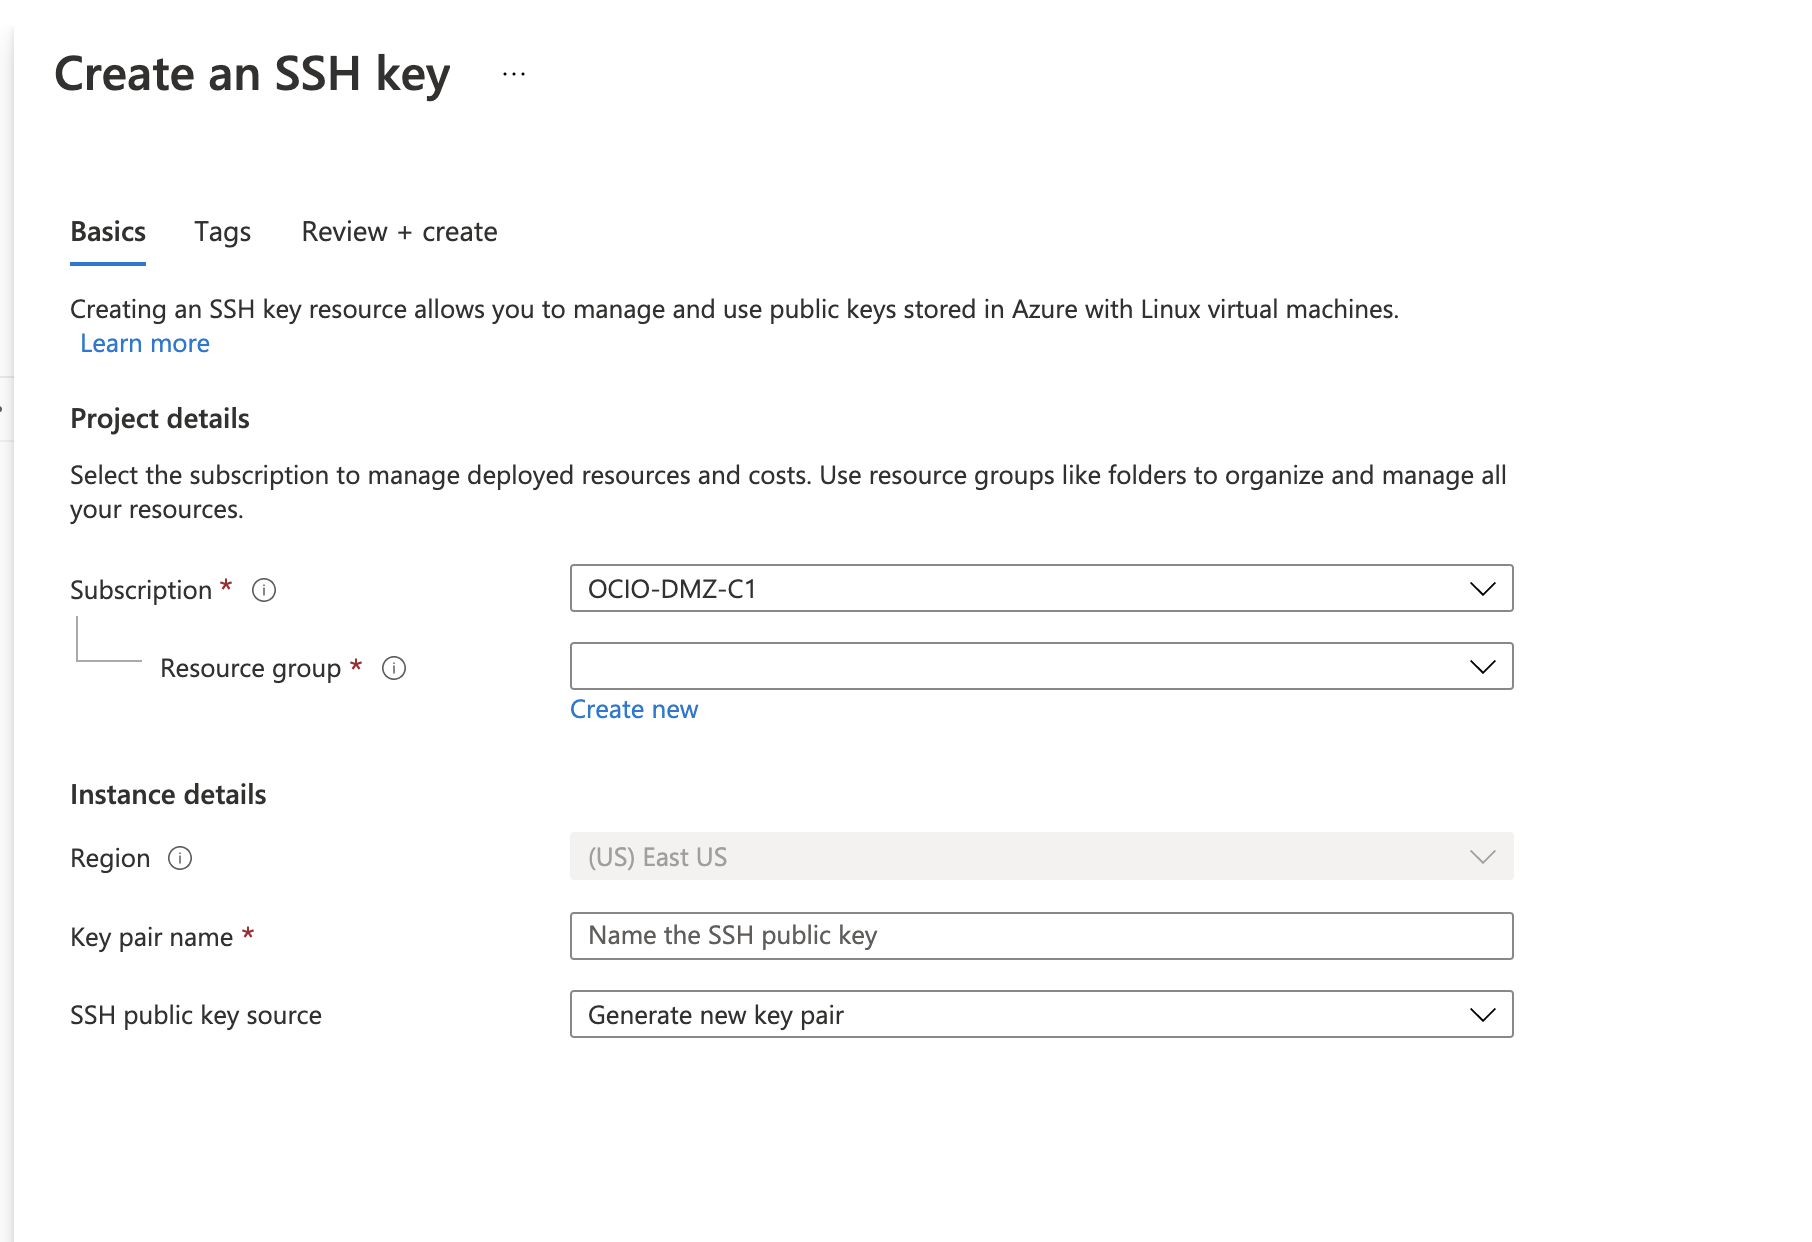 Create an SSH key ...
Basics Tags Review + create
Creating an SSH key resource allows you to manage and use public keys stored in Azure with Linux virtual machines.
Learn more
Project details
Select the subscription to manage deployed resources and costs. Use resource groups like folders to organize and manage all
your resources.
Subscription * OCIO-DMZ-C1
Resource group *
Create new
Instance details
Region (US) East US
Key pair name * Name the SSH public key
SSH public key source Generate new key pair